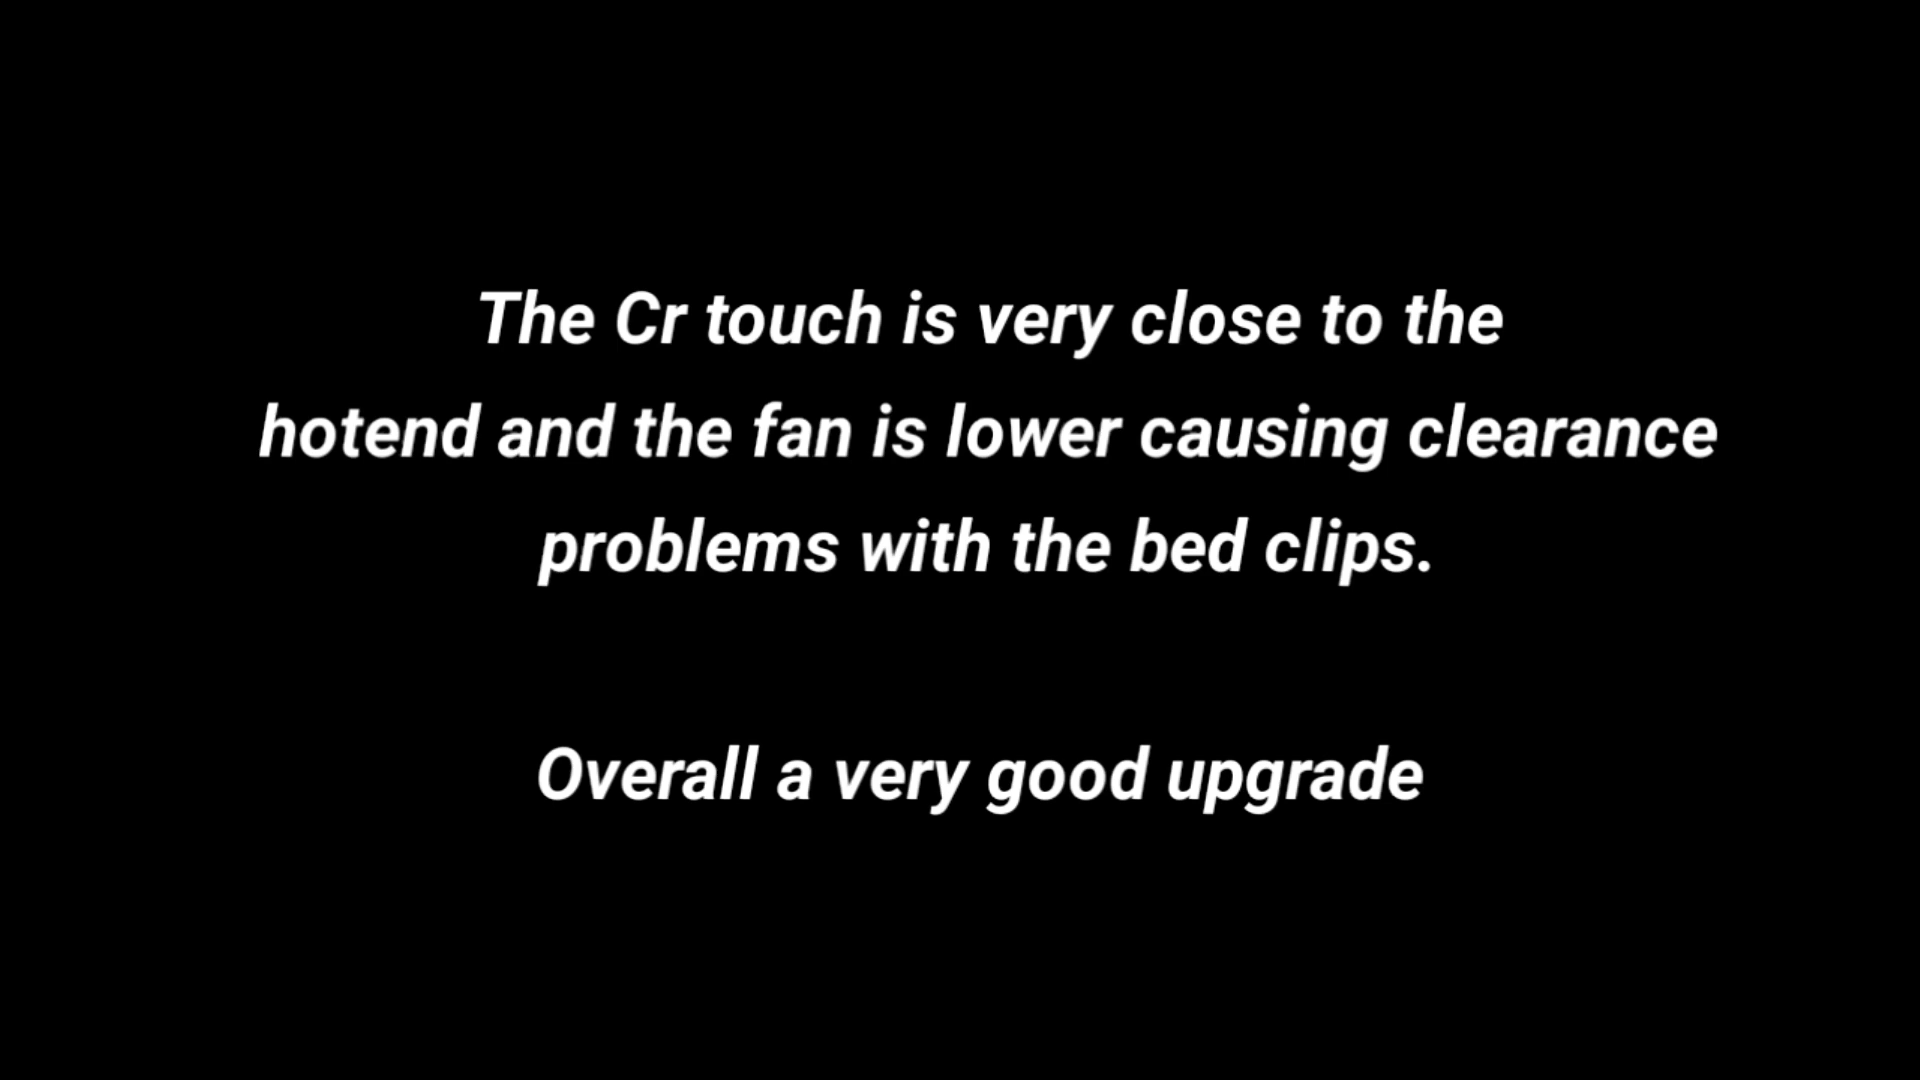 The Cr touch is very close to the
hotend and the fan is lower causing clearance
problems with the bed clips.
Overall a very good upgrade